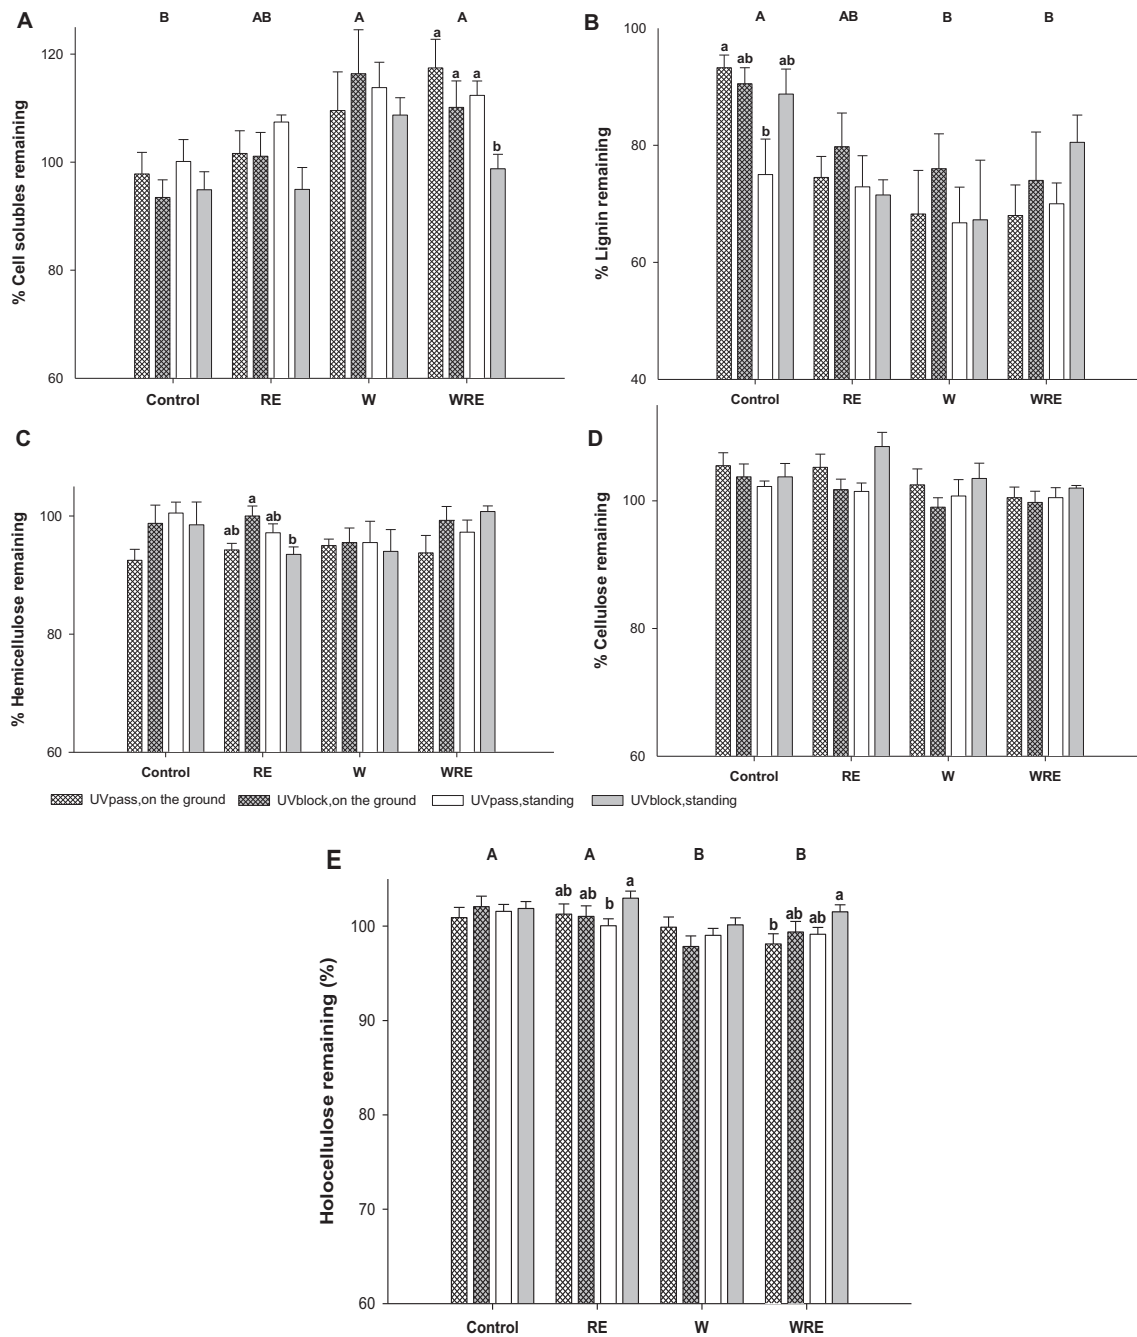 A
B AB A A
% Cell solubles remaining
120
100
80
60
a
a a
b
Control RE W WRE
B
A AB B B
% Lignin remaining
100
80
60
40
a ab ab
b
Control RE W WRE
C
% Hemicellulose remaining
100
80
60
a
ab ab
b
Control RE W WRE
D
% Cellulose remaining
100
80
60
Control RE W WRE
UVpass,on the ground UVblock,on the ground UVpass,standing UVblock,standing
E
A A B B
Holocellulose remaining (%)
100
90
80
70
60
ab ab b a
b ab ab a
Control RE W WRE